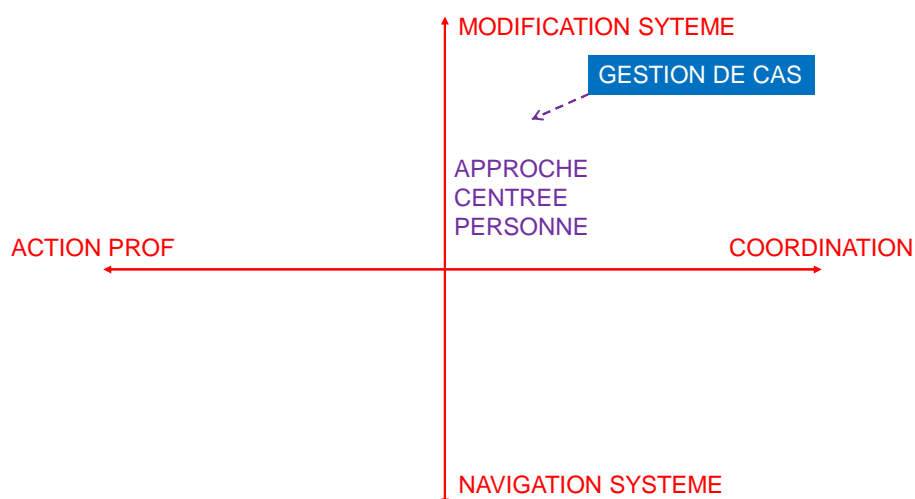 MODIFICATION SYTEME
GESTION DE CAS
APPROCHE
CENTREE
PERSONNE
ACTION PROF
COORDINATION
NAVIGATION SYSTEME